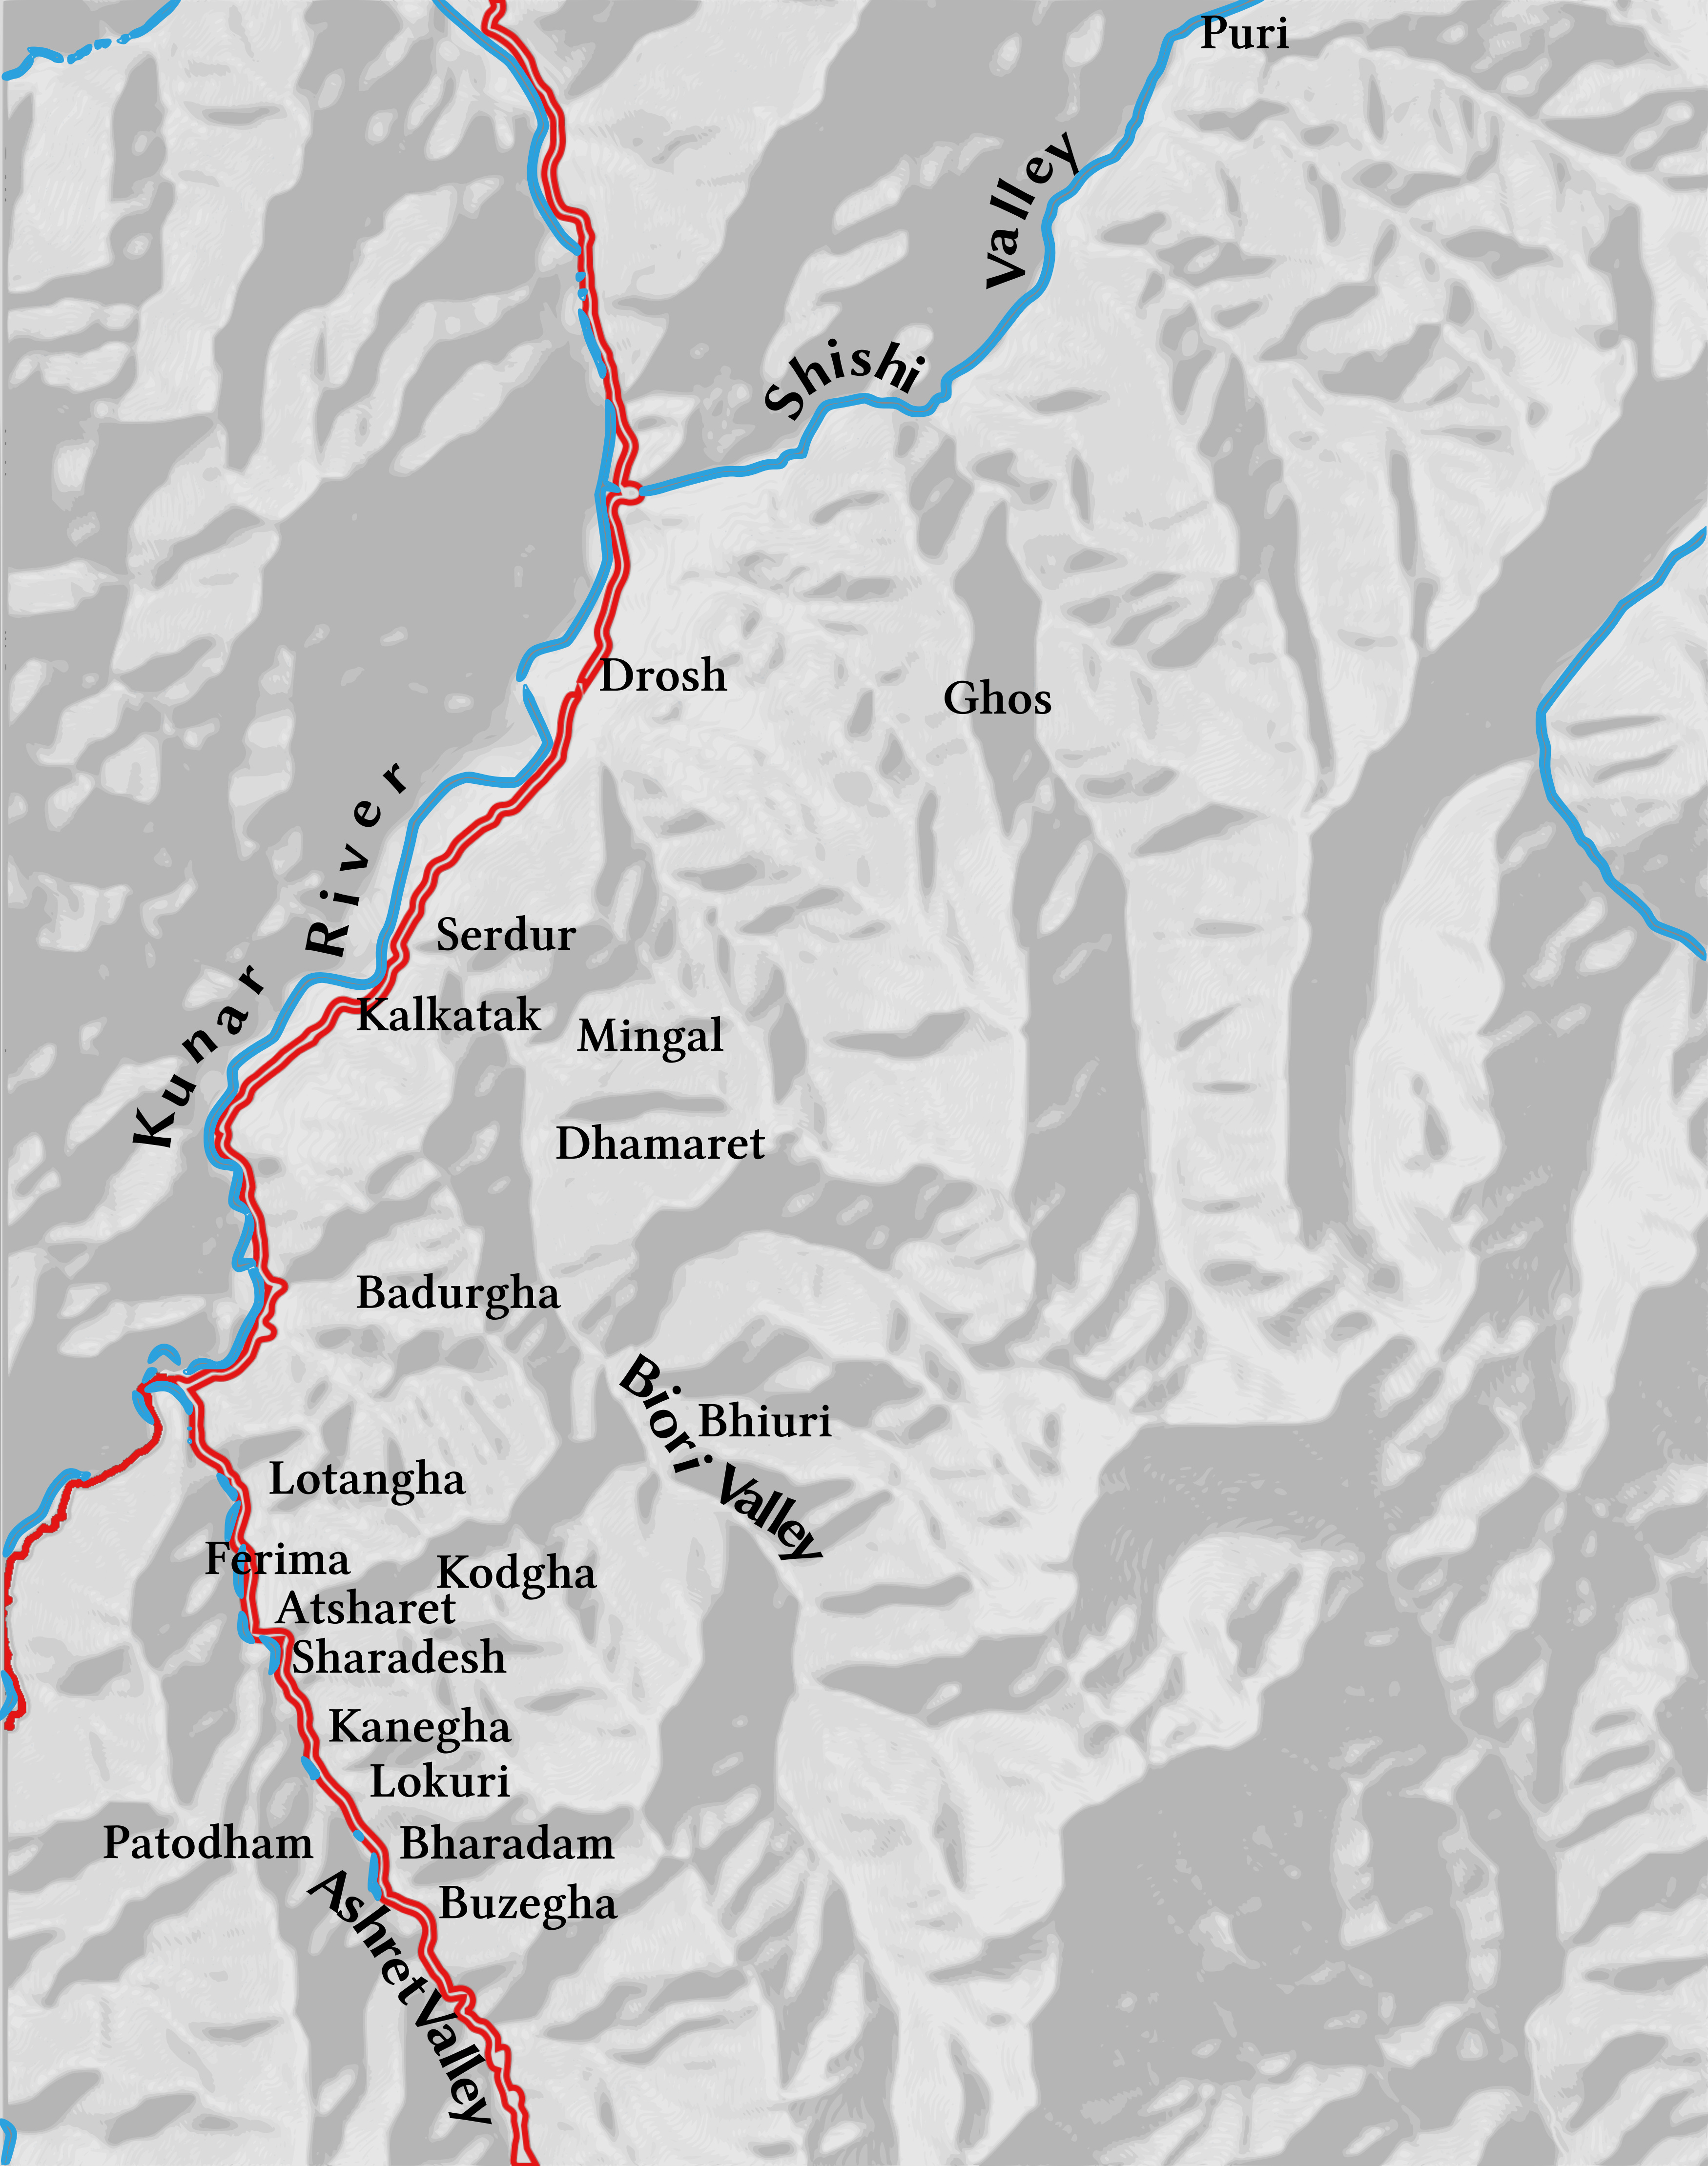 Puri
Shishi Valley
Drosh
Ghos
Kunar River
Serdur
Kalkatak
Mingal
Dhamaret
Badurgha
Biori Valley
Bhiuri
Lotangha
Ferima
Kodgha
Atsharet
Sharadesh
Kanegha
Lokuri
Patodham
Bharadam
Ashret Valley
Buzegha